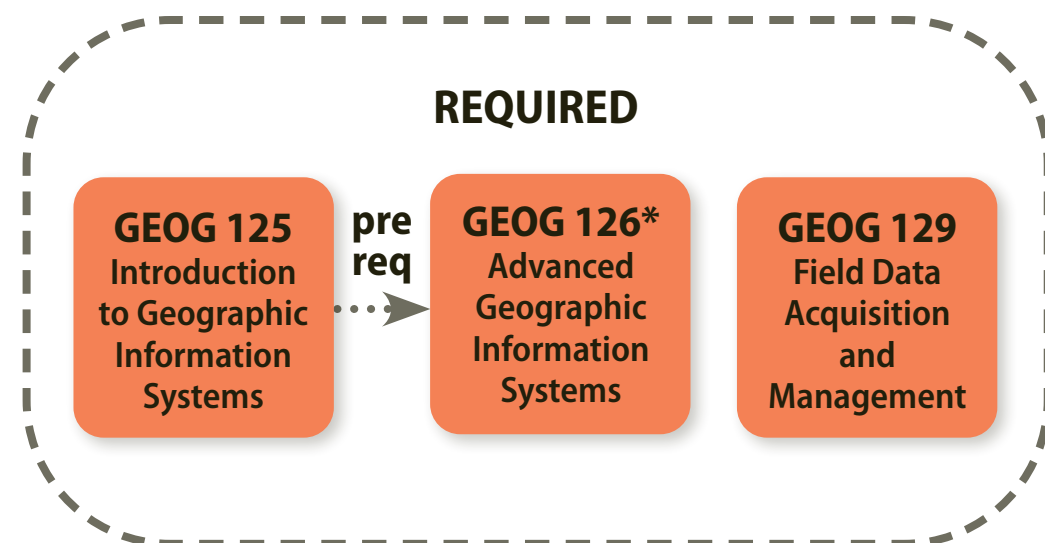 REQUIRED
GEOG 125
Introduction
to Geographic
Information
Systems
pre
req
GEOG 126*
Advanced
Geographic
Information
Systems
GEOG 129
Field Data
Acquisition
and
Management